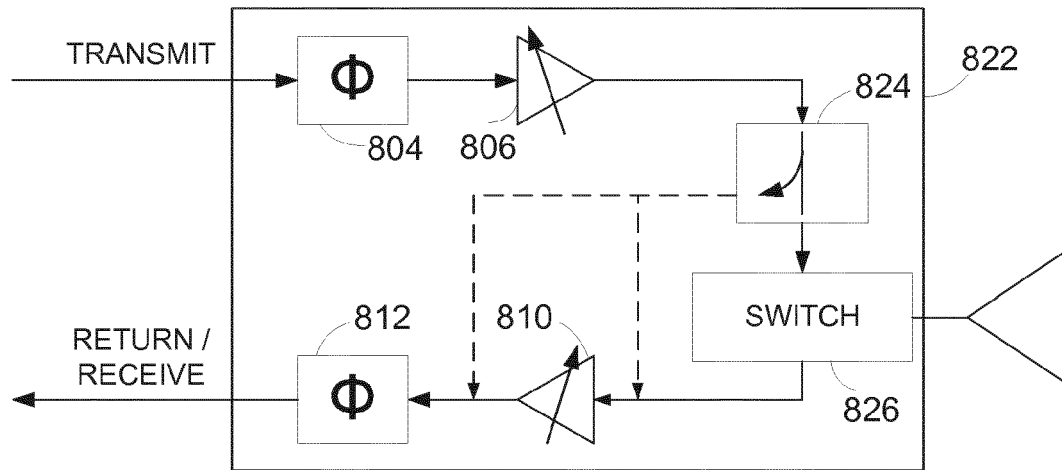 TRANSMIT
Φ
804
806
822
824
RETURN /
RECEIVE
812
Φ
810
SWITCH
826